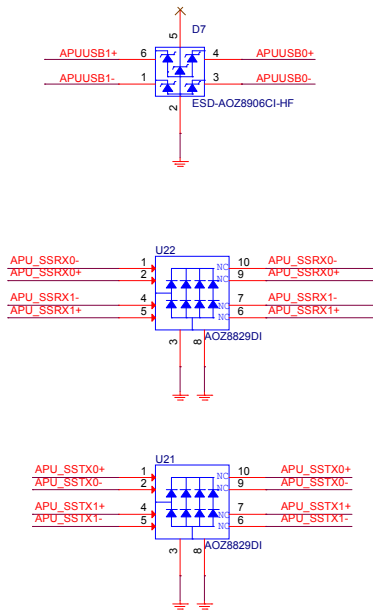 D7
5
APUUSB1+ 6 4 APUUSB0+
APUUSB1- 1 3 APUUSB0-
2 ESD-AOZ8906CI-HF
U22
APU_SSRX0- 1 NC 10 APU_SSRX0-
APU_SSRX0+ 2 NC 9 APU_SSRX0+
APU_SSRX1- 4 NC 7 APU_SSRX1-
APU_SSRX1+ 5 NC 6 APU_SSRX1+
3 8 AOZ8829DI
U21
APU_SSTX0+ 1 NC 10 APU_SSTX0+
APU_SSTX0- 2 NC 9 APU_SSTX0-
APU_SSTX1+ 4 NC 7 APU_SSTX1+
APU_SSTX1- 5 NC 6 APU_SSTX1-
3 8 AOZ8829DI